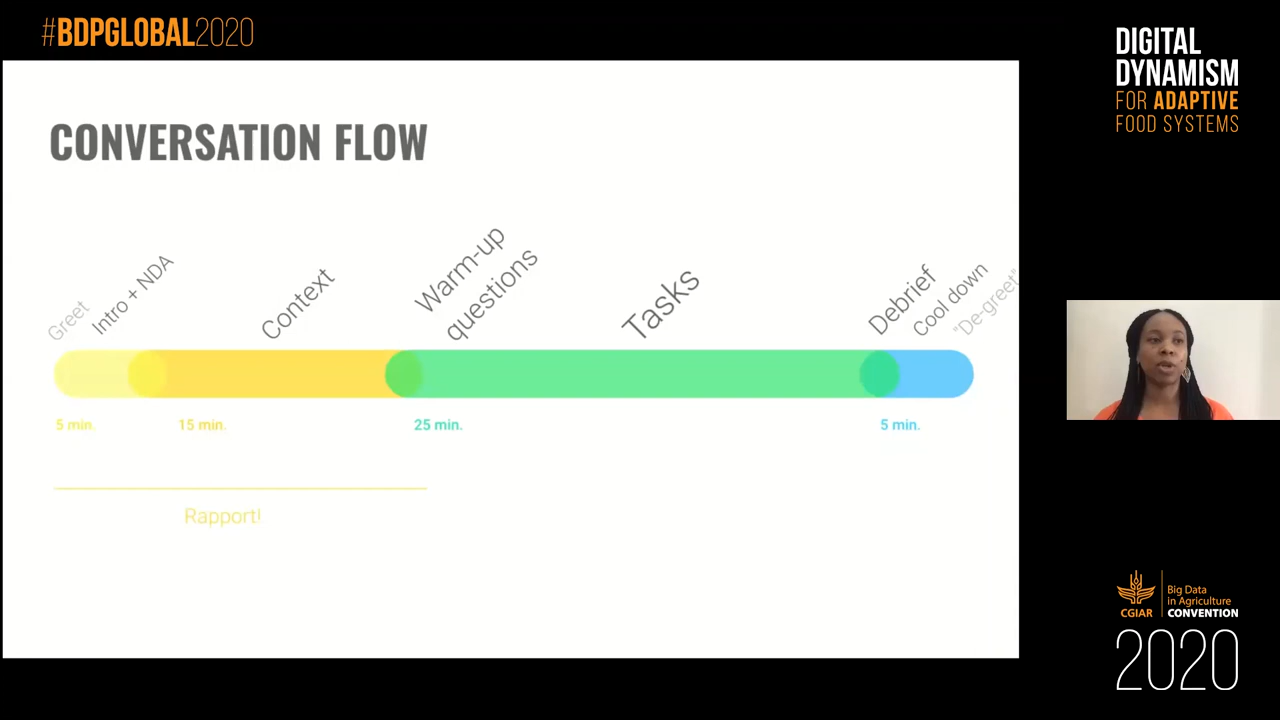 #BDPGLOBAL2020
DIGITAL
DYNAMISM
FOR ADAPTIVE
FOOD SYSTEMS
CONVERSATION FLOW
Greet
Intro + NDA
Context
Warm-up
questions
Tasks
Debrief
Cool down
"De-greet"
5 min.
15 min.
25 min.
5 min.
Rapport!
CGIAR
Big Data
in Agriculture
CONVENTION
2020